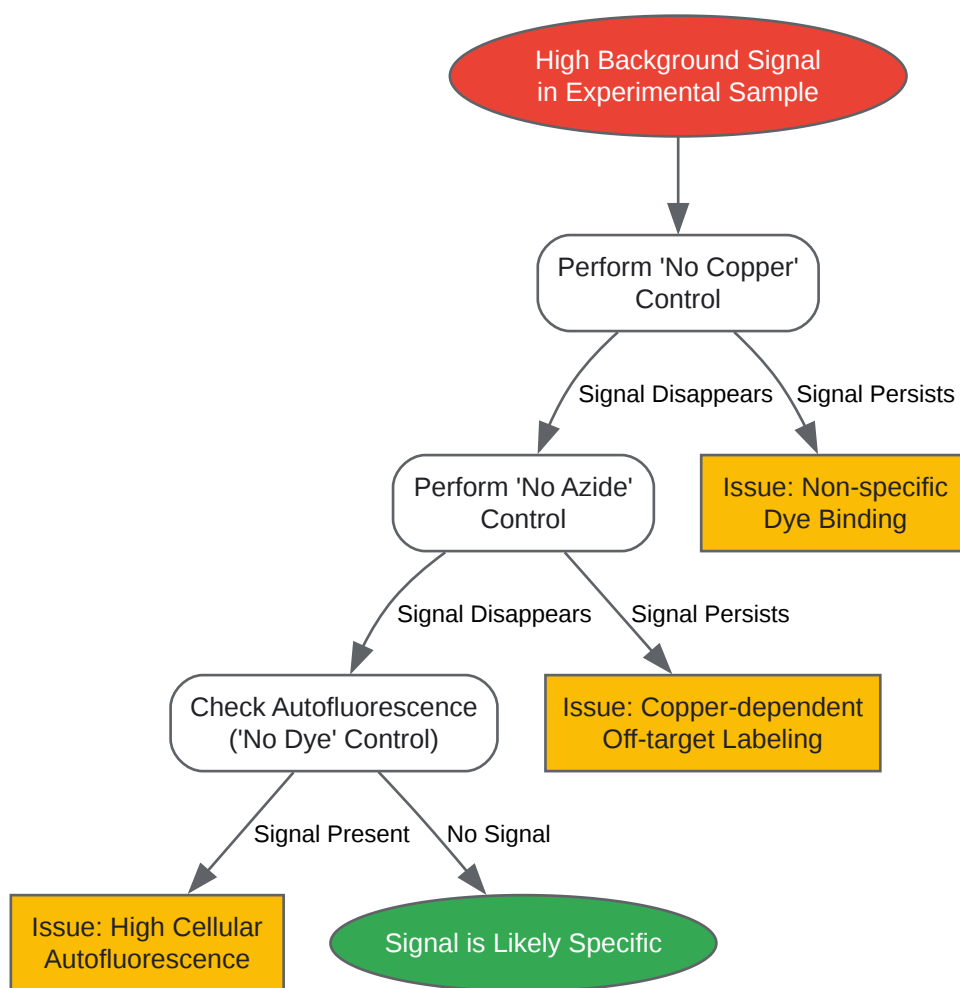 High Background Signal
in Experimental Sample
Perform 'No Copper'
Control
Signal Disappears
Signal Persists
Perform 'No Azide'
Control
Issue: Non-specific
Dye Binding
Signal Disappears
Signal Persists
Check Autofluorescence
('No Dye' Control)
Issue: Copper-dependent
Off-target Labeling
Signal Present
No Signal
Issue: High Cellular
Autofluorescence
Signal is Likely Specific